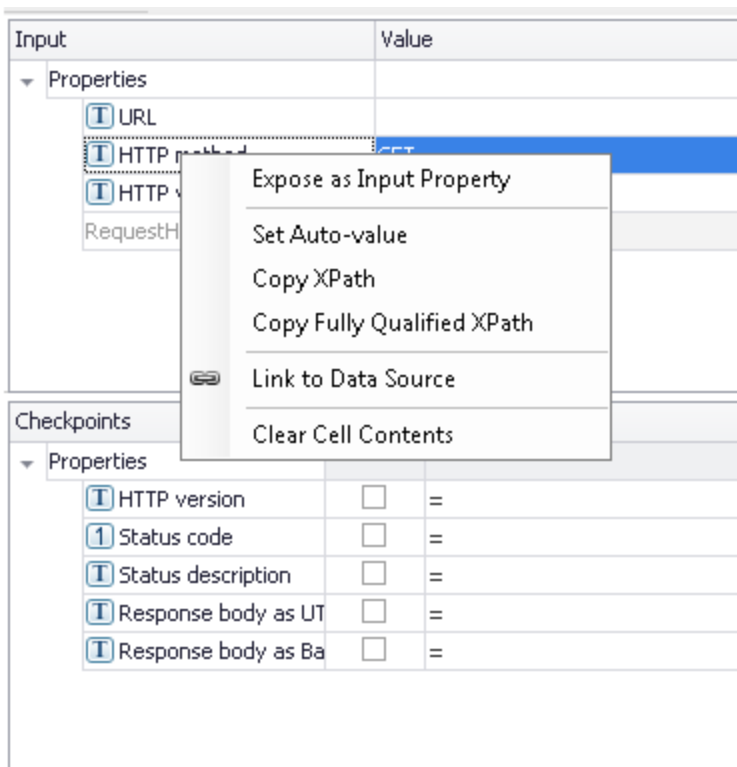 Input Value
Properties
T URL
T HTTP method GET
T HTTP v
RequestH
Expose as Input Property
Set Auto-value
Copy XPath
Copy Fully Qualified XPath
Link to Data Source
Clear Cell Contents
Checkpoints
Properties
T HTTP version =
1 Status code =
T Status description =
T Response body as UT =
T Response body as Ba =